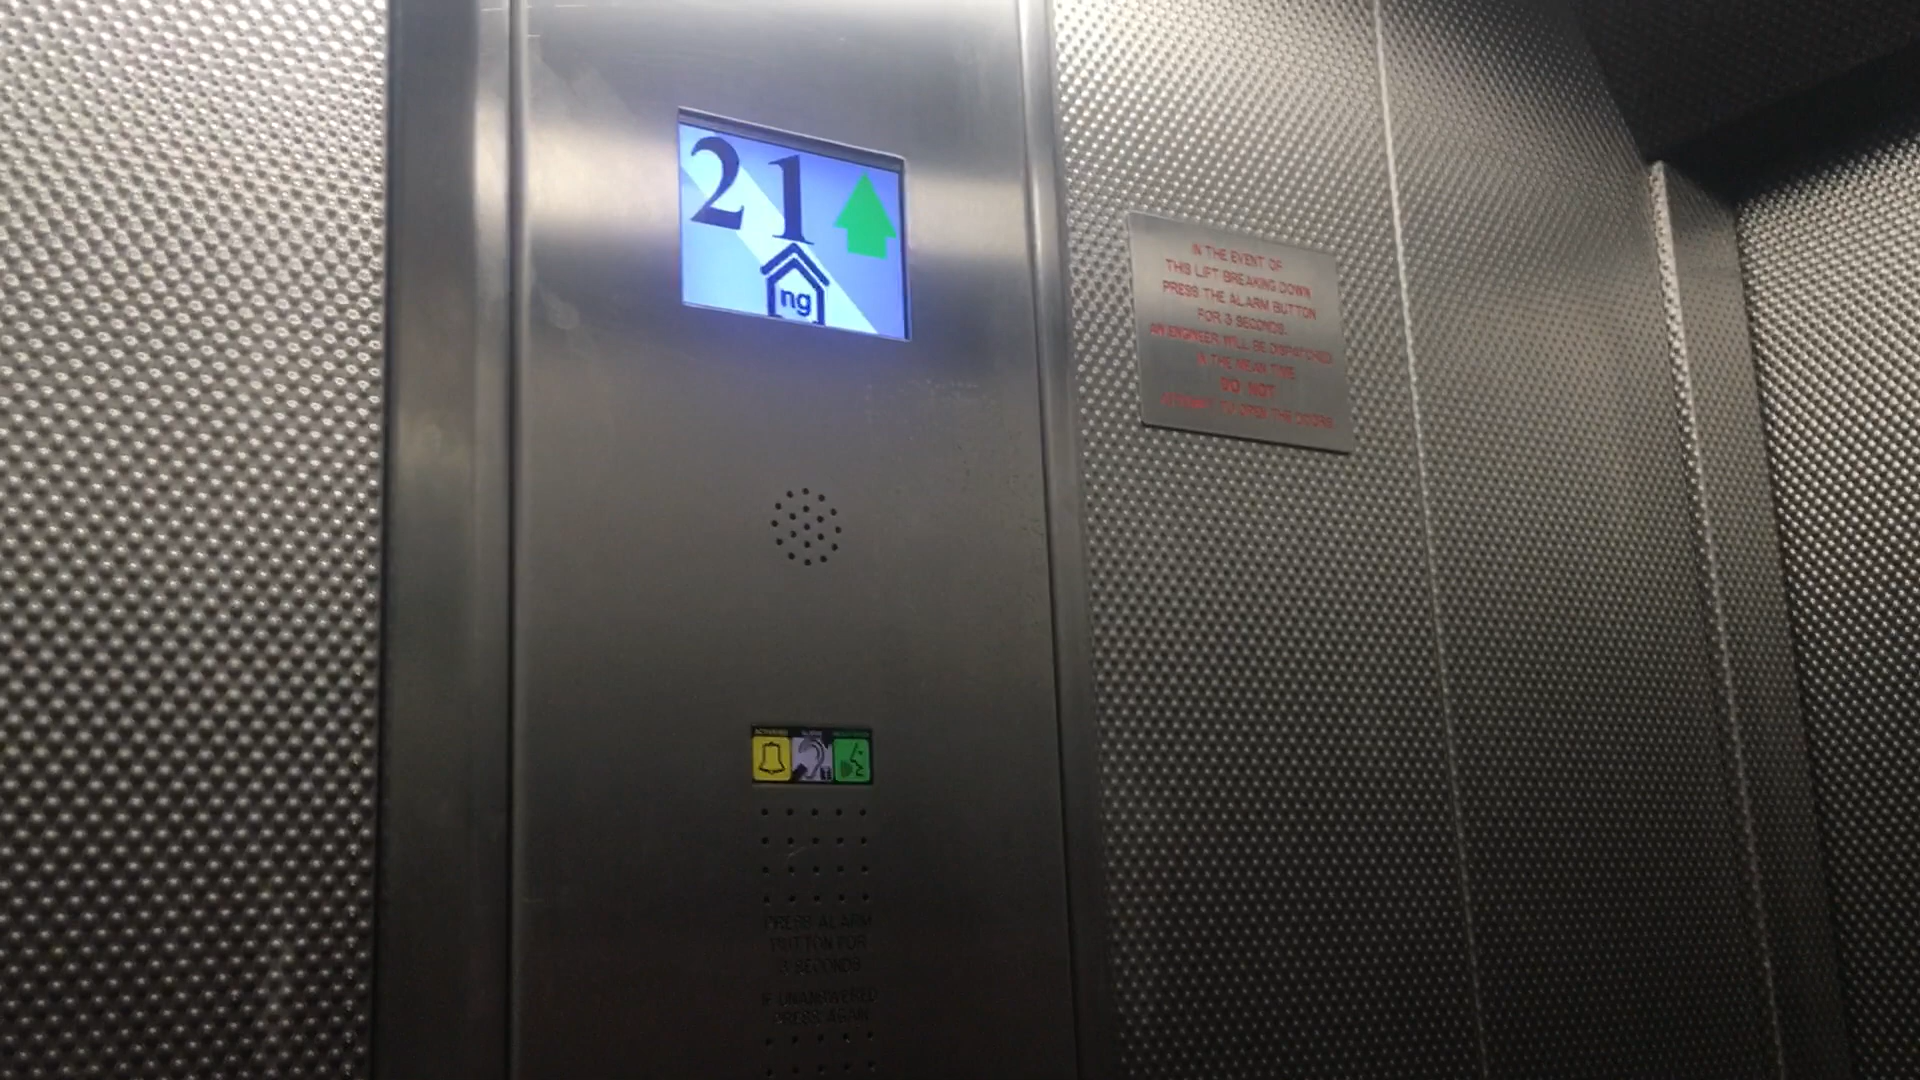 21
ng
IN THE EVENT OF
THIS LIFT BREAKING DOWN
PRESS THE ALARM BUTTON
FOR 3 SECONDS.
AN ENGINEER WILL BE DISPATCHED
IN THE MEAN TIME
DO NOT
ATTEMPT TO OPEN THE DOORS
PRESS ALARM
BUTTON FOR
3 SECONDS
IF UNANSWERED
PRESS AGAIN